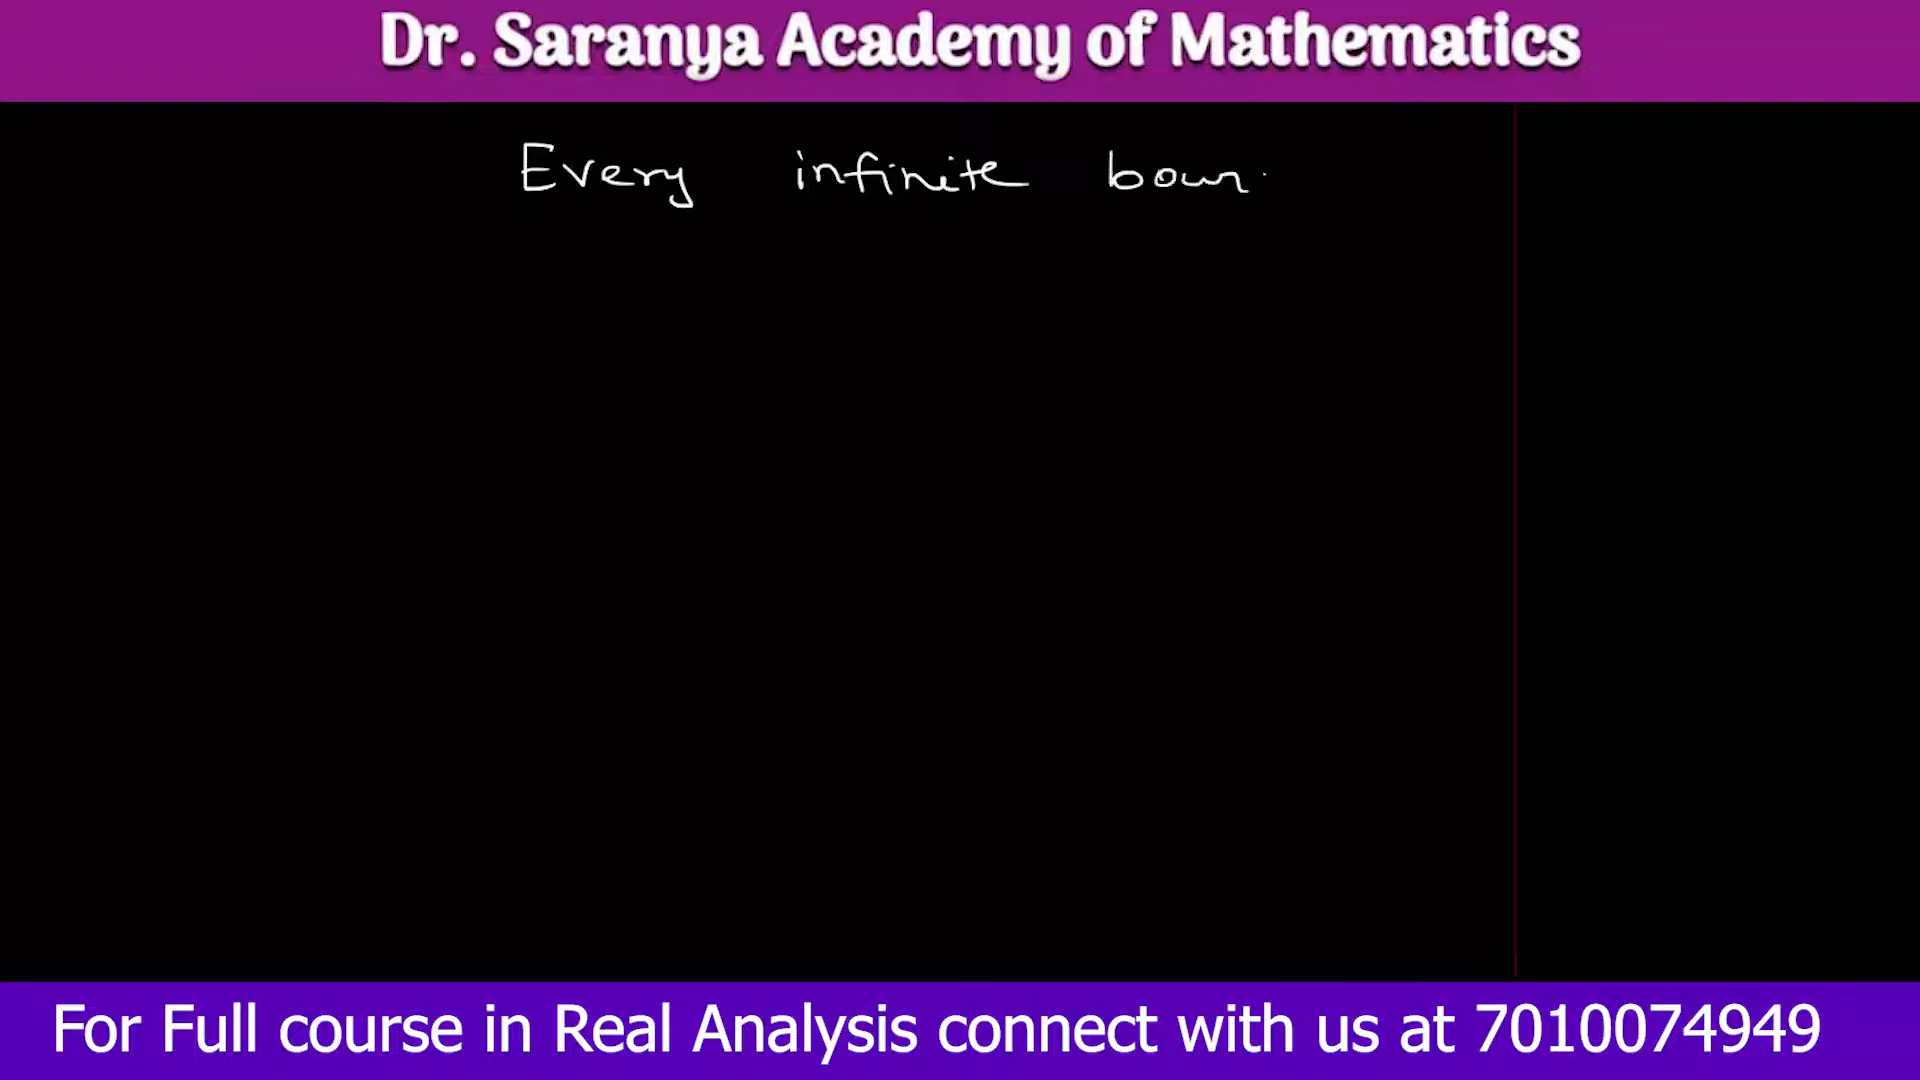 Dr. Saranya Academy of Mathematics
Every infinite boun
For Full course in Real Analysis connect with us at 7010074949